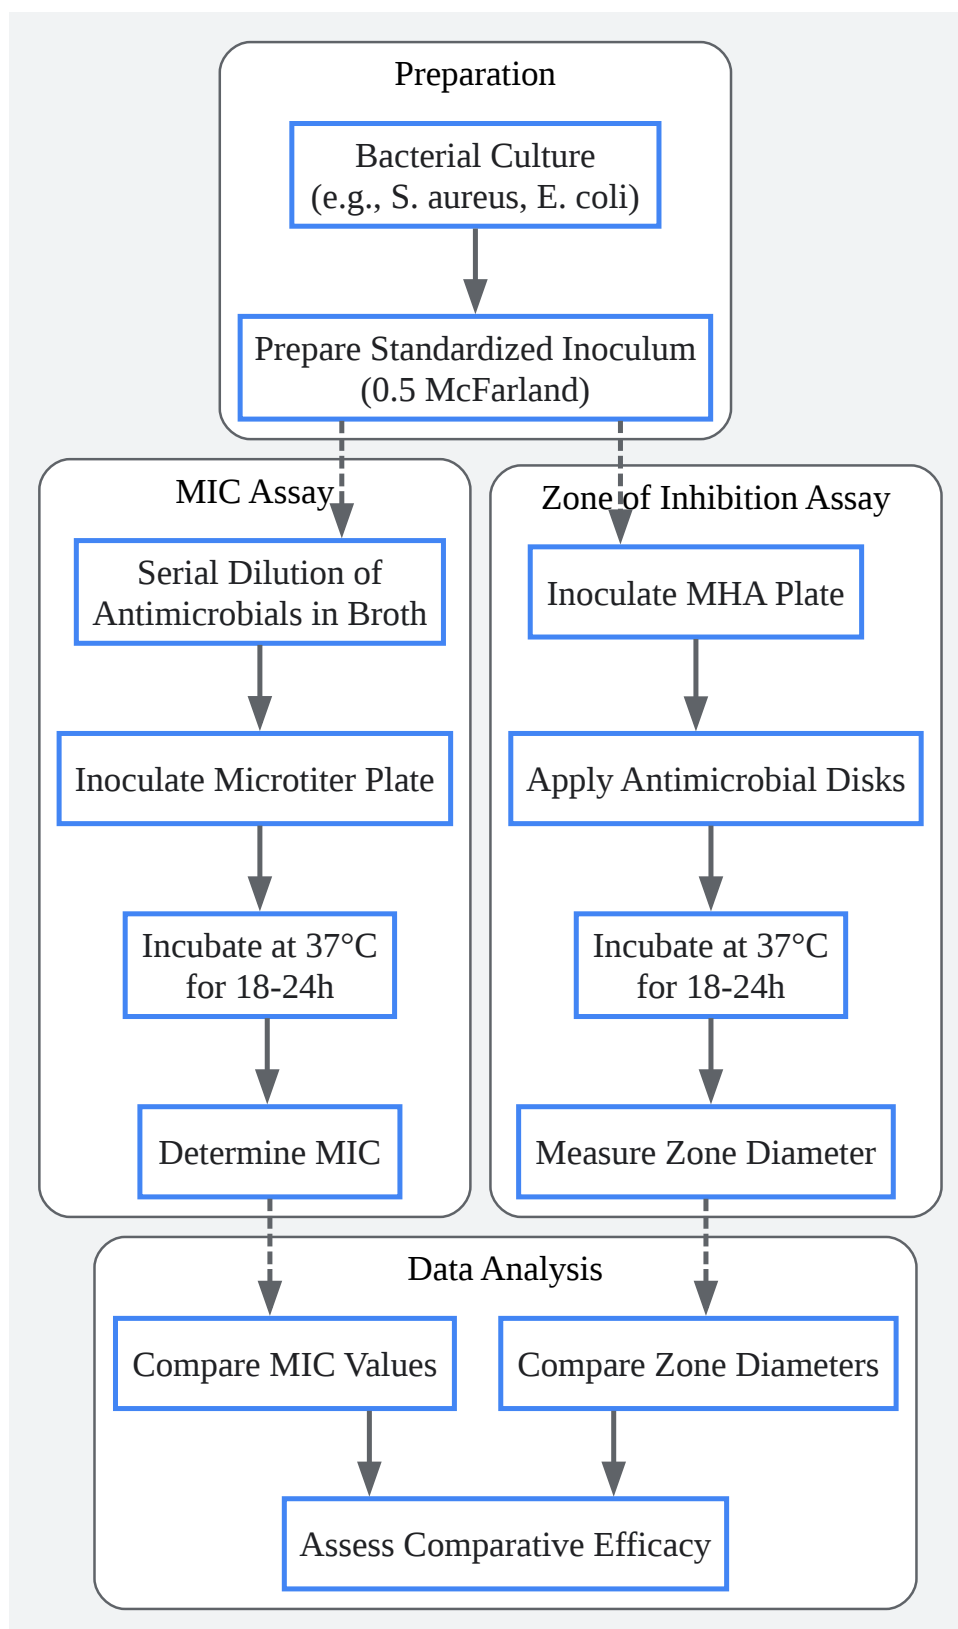 Preparation
Bacterial Culture
(e.g., S. aureus, E. coli)
Prepare Standardized Inoculum
(0.5 McFarland)
MIC Assay
Serial Dilution of
Antimicrobials in Broth
Inoculate Microtiter Plate
Incubate at 37°C
for 18-24h
Determine MIC
Zone of Inhibition Assay
Inoculate MHA Plate
Apply Antimicrobial Disks
Incubate at 37°C
for 18-24h
Measure Zone Diameter
Data Analysis
Compare MIC Values
Compare Zone Diameters
Assess Comparative Efficacy